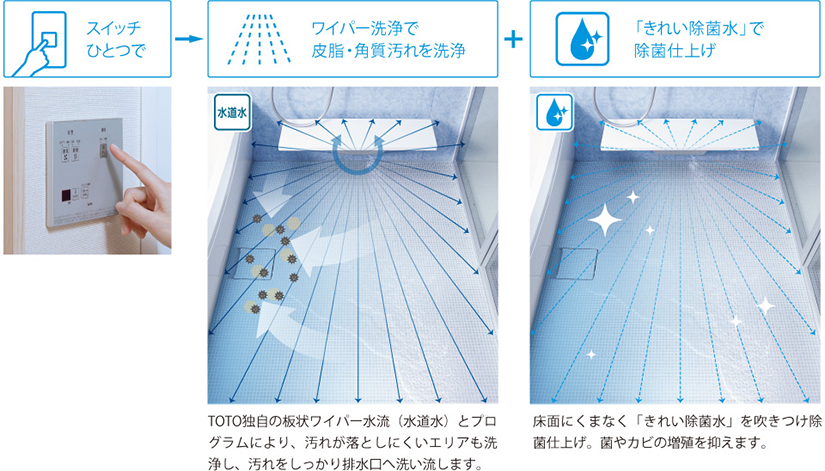 スイッチ
ひとつで
ワイパー洗浄で
皮脂・角質汚れを洗浄
「きれい除菌水」で
除菌仕上げ
水道水
TOTO独自の板状ワイパー水流（水道水）とプロ
グラムにより、汚れが落としにくいエリアも洗
浄し、汚れをしっかり排水口へ洗い流します。
床面にくまなく「きれい除菌水」を吹きつけ除
菌仕上げ。菌やカビの増殖を抑えます。